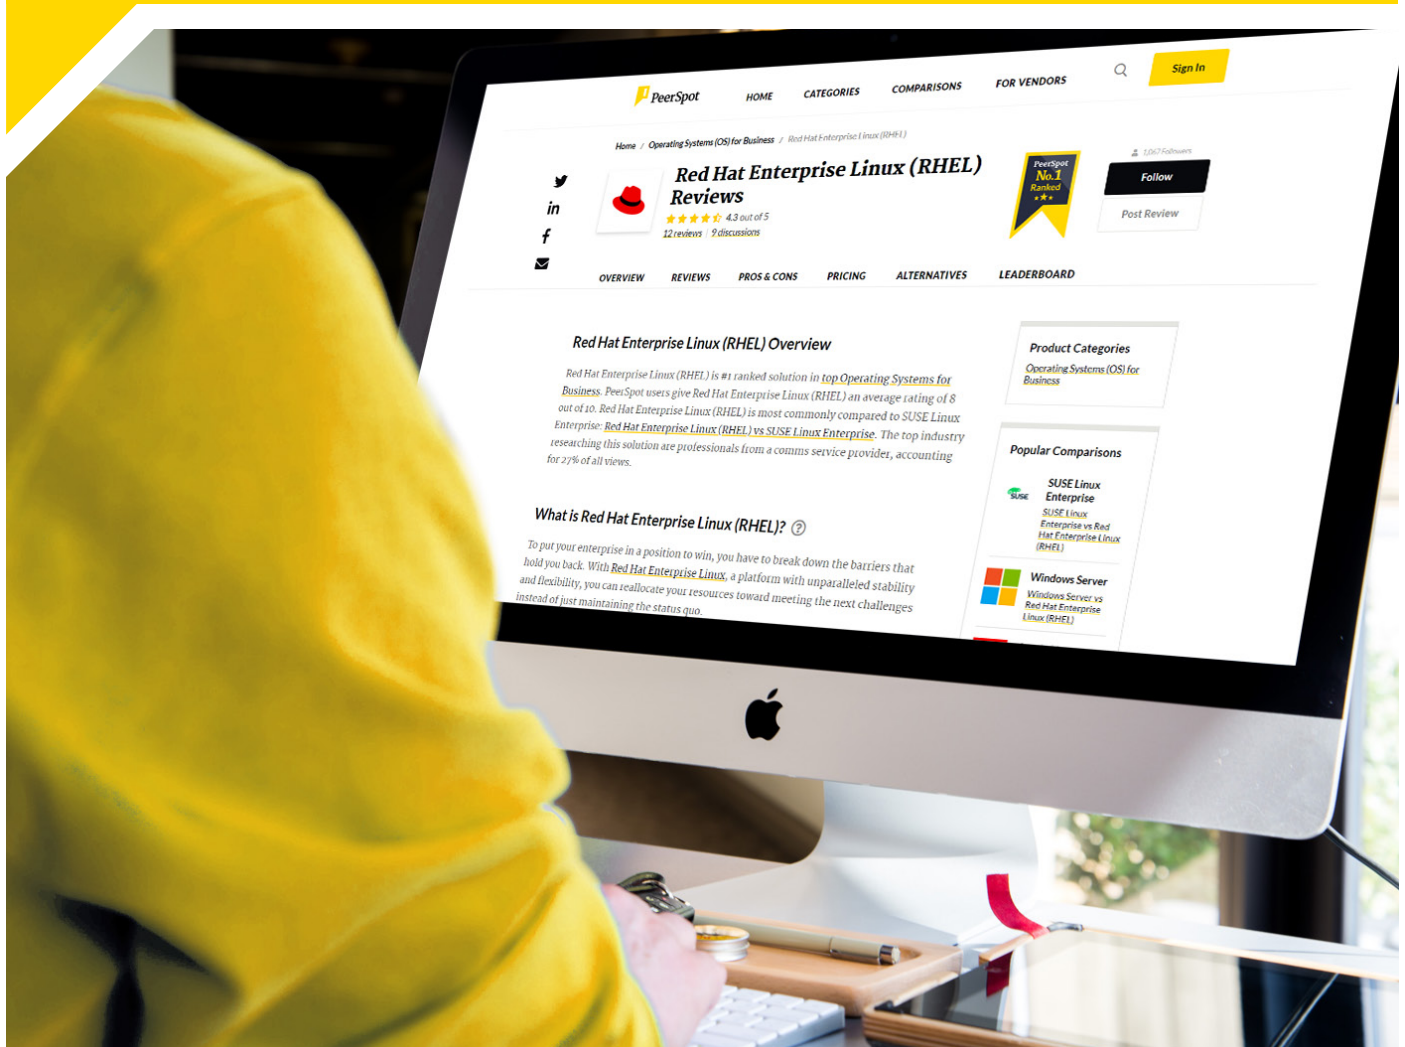 PeerSpot
HOME
CATEGORIES
COMPARISONS
FOR VENDORS
Sign In
Home / Operating Systems (OS) for Business / Red Hat Enterprise Linux (RHEL)
Red Hat Enterprise Linux (RHEL)
Reviews
4.3 out of 5
12 reviews | 9 discussions
PeerSpot
No.1
Ranked
1,067 Followers
Follow
Post Review
OVERVIEW
REVIEWS
PROS & CONS
PRICING
ALTERNATIVES
LEADERBOARD
Red Hat Enterprise Linux (RHEL) Overview
Red Hat Enterprise Linux (RHEL) is #1 ranked solution in top Operating Systems for
Business. PeerSpot users give Red Hat Enterprise Linux (RHEL) an average rating of 8
out of 10. Red Hat Enterprise Linux (RHEL) is most commonly compared to SUSE Linux
Enterprise: Red Hat Enterprise Linux (RHEL) vs SUSE Linux Enterprise. The top industry
researching this solution are professionals from a comms service provider, accounting
for 27% of all views.
What is Red Hat Enterprise Linux (RHEL)? ?
To put your enterprise in a position to win, you have to break down the barriers that
hold you back. With Red Hat Enterprise Linux, a platform with unparalleled stability
and flexibility, you can reallocate your resources toward meeting the next challenges
instead of just maintaining the status quo.
Product Categories
Operating Systems (OS) for
Business
Popular Comparisons
SUSE
SUSE Linux
Enterprise
SUSE Linux
Enterprise vs Red
Hat Enterprise Linux
(RHEL)
Windows Server
Windows Server vs
Red Hat Enterprise
Linux (RHEL)